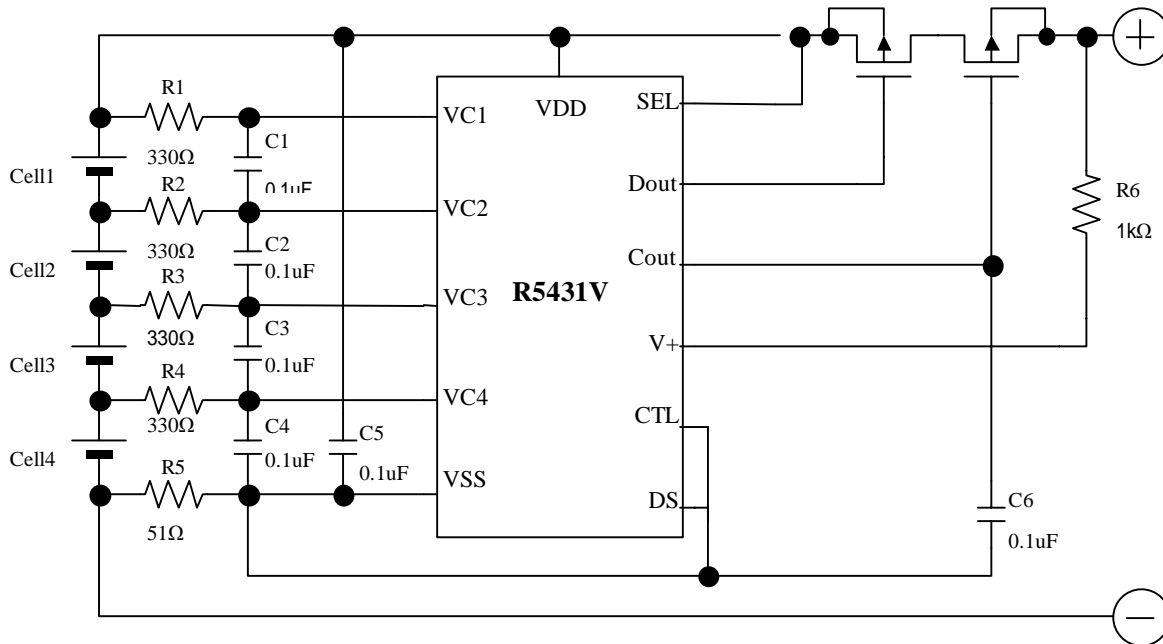 R1
VC1
VDD
SEL
C1
330Ω
Cell1
0.1uF
R2
Dout
R6
VC2
330Ω
C2
Cell2
0.1uF
Cout
1kΩ
R3
R5431V
VC3
330Ω
C3
V+
Cell3
0.1uF
R4
VC4
CTL
330Ω
C4
C5
Cell4
0.1uF
0.1uF
R5
VSS
DS
C6
51Ω
0.1uF